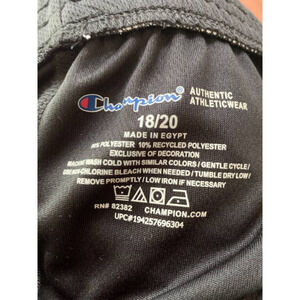 Champion
AUTHENTIC
ATHLETICWEAR
18/20
MADE IN EGYPT
POLYESTER 10% RECYCLED POLYESTER
EXCLUSIVE OF DECORATION
MACHINE WASH COLD WITH SIMILAR COLORS / GENTLE CYCLE /
NON-CHLORINE BLEACH WHEN NEEDED / TUMBLE DRY LOW /
REMOVE PROMPTLY / LOW IRON IF NECESSARY
RN# 82382 CHAMPION.COM
UPC#194257696304